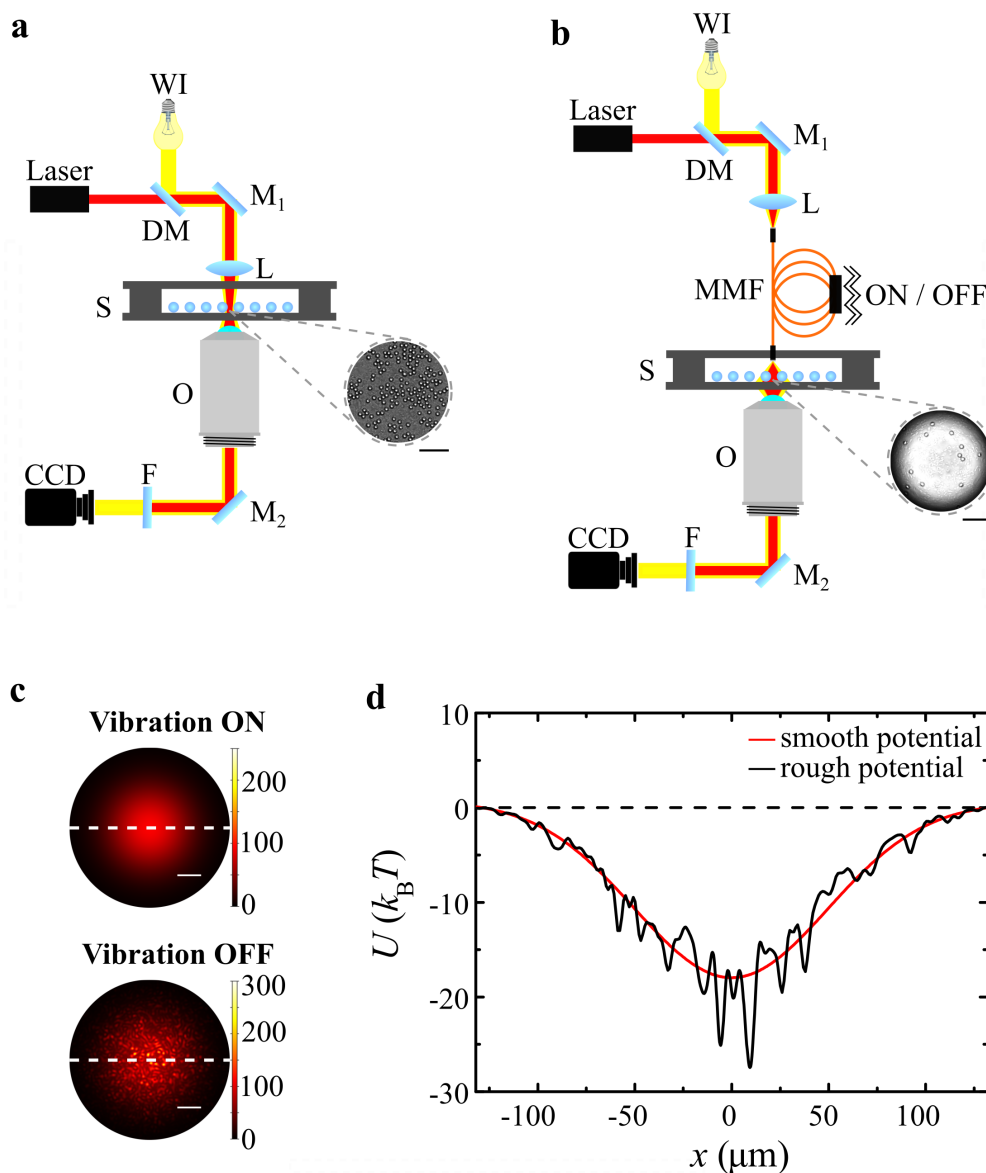 a
WI
Laser
M1
DM
L
S
O
CCD
F
M2
b
WI
Laser
M1
DM
L
MMF
ON / OFF
S
O
CCD
F
M2
c
Vibration ON
200
100
0
Vibration OFF
300
200
100
0
d
10
0
-10
-20
-30
U (kBT)
smooth potential
rough potential
-100
-50
0
50
100
x (μm)